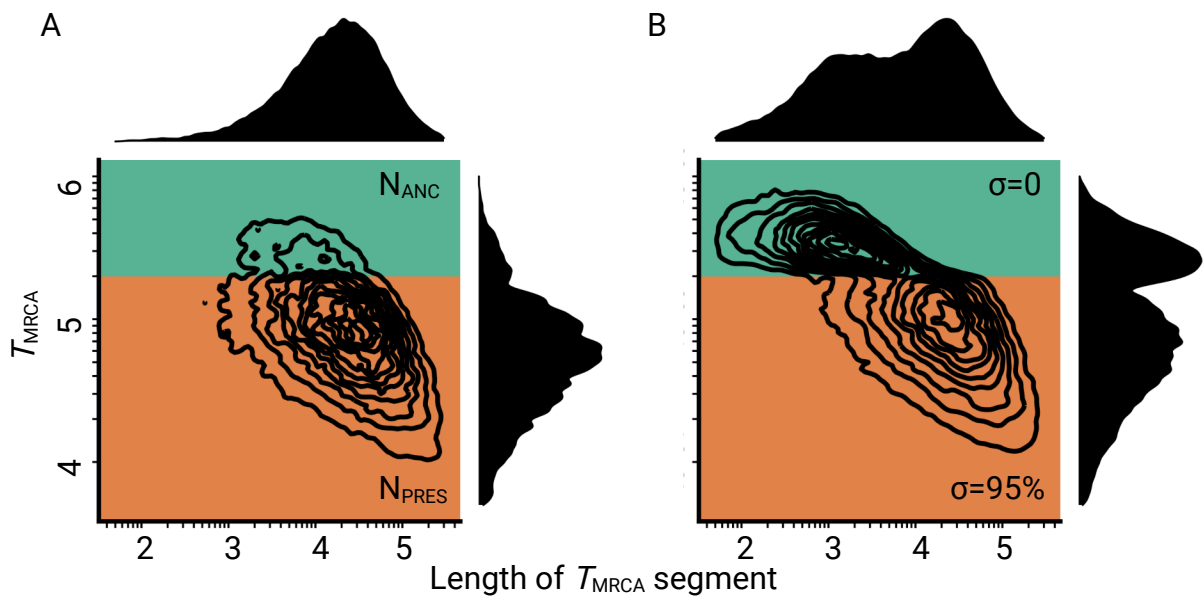 A
B
6
N_ANC
σ=0
T_MRCA
5
4
N_PRES
σ=95%
2 3 4 5
2 3 4 5
Length of T_MRCA segment